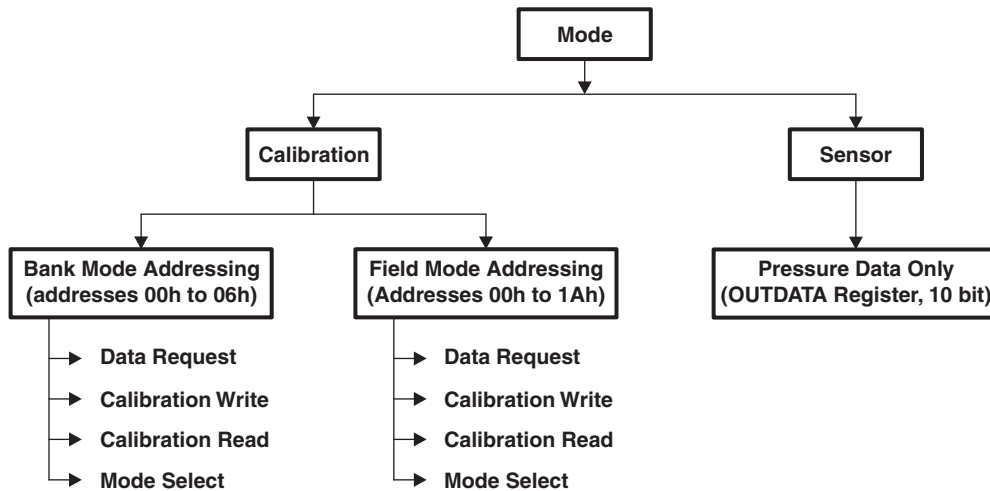 Mode
Calibration
Sensor
Bank Mode Addressing
(addresses 00h to 06h)
Field Mode Addressing
(Addresses 00h to 1Ah)
Pressure Data Only
(OUTDATA Register, 10 bit)
Data Request
Calibration Write
Calibration Read
Mode Select
Data Request
Calibration Write
Calibration Read
Mode Select